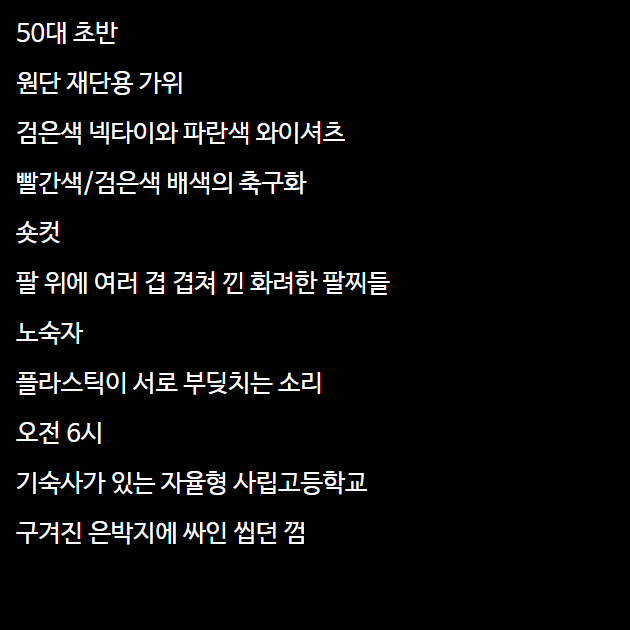 50대 초반
원단 재단용 가위
검은색 넥타이와 파란색 와이셔츠
빨간색/검은색 배색의 축구화
숏컷
팔 위에 여러 겹 겹쳐 낀 화려한 팔찌들
노숙자
플라스틱이 서로 부딪치는 소리
오전 6시
기숙사가 있는 자율형 사립고등학교
구겨진 은박지에 싸인 씹던 껌